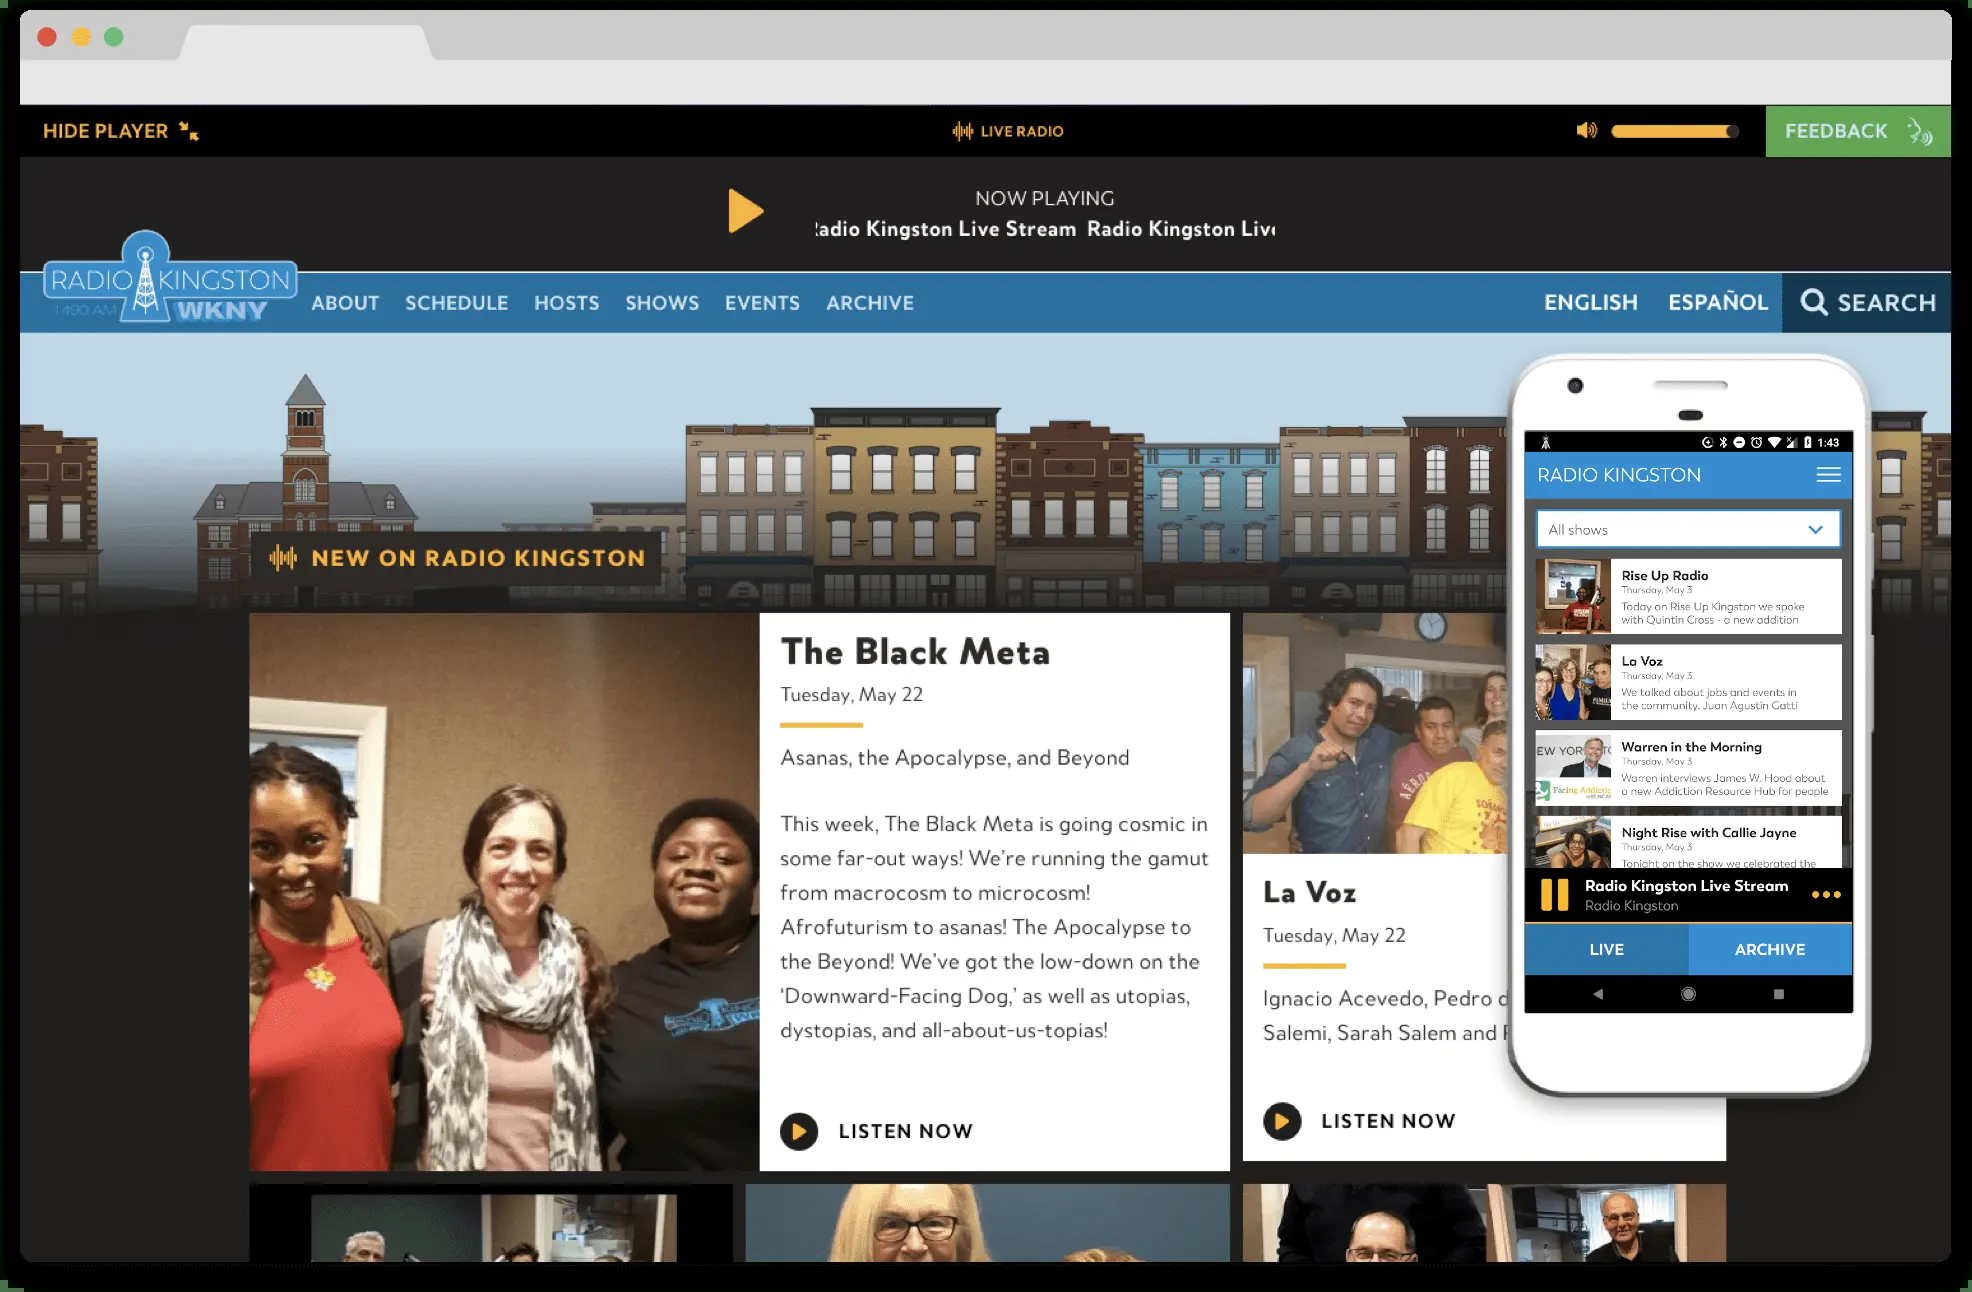 HIDE PLAYER
LIVE RADIO
FEEDBACK
NOW PLAYING
Radio Kingston Live Stream Radio Kingston Live
RADIO KINGSTON
1490 AM WKNY
ABOUT
SCHEDULE
HOSTS
SHOWS
EVENTS
ARCHIVE
ENGLISH
ESPAÑOL
SEARCH
NEW ON RADIO KINGSTON
The Black Meta
Tuesday, May 22
Asanas, the Apocalypse, and Beyond
This week, The Black Meta is going cosmic in
some far-out ways! We’re running the gamut
from macrocosm to microcosm!
Afrofuturism to asanas! The Apocalypse to
the Beyond! We’ve got the low-down on the
‘Downward-Facing Dog,’ as well as utopias,
dystopias, and all-about-us-topias!
LISTEN NOW
La Voz
Tuesday, May 22
Ignacio Acevedo, Pedro
Salemi, Sarah Salem and
LISTEN NOW
1:43
RADIO KINGSTON
All shows
Rise Up Radio
Thursday, May 3
Today on Rise Up Kingston we spoke
with Quintin Cross - a new addition
La Voz
Thursday, May 3
We talked about jobs and events in
the community. Juan Agustin Gatti
Warren in the Morning
Thursday, May 3
Warren interviews James W. Hood about
a new Addiction Resource Hub for people
Facing Addiction
Night Rise with Callie Jayne
Thursday, May 3
Tonight on the show we celebrated the
Radio Kingston Live Stream
Radio Kingston
LIVE
ARCHIVE